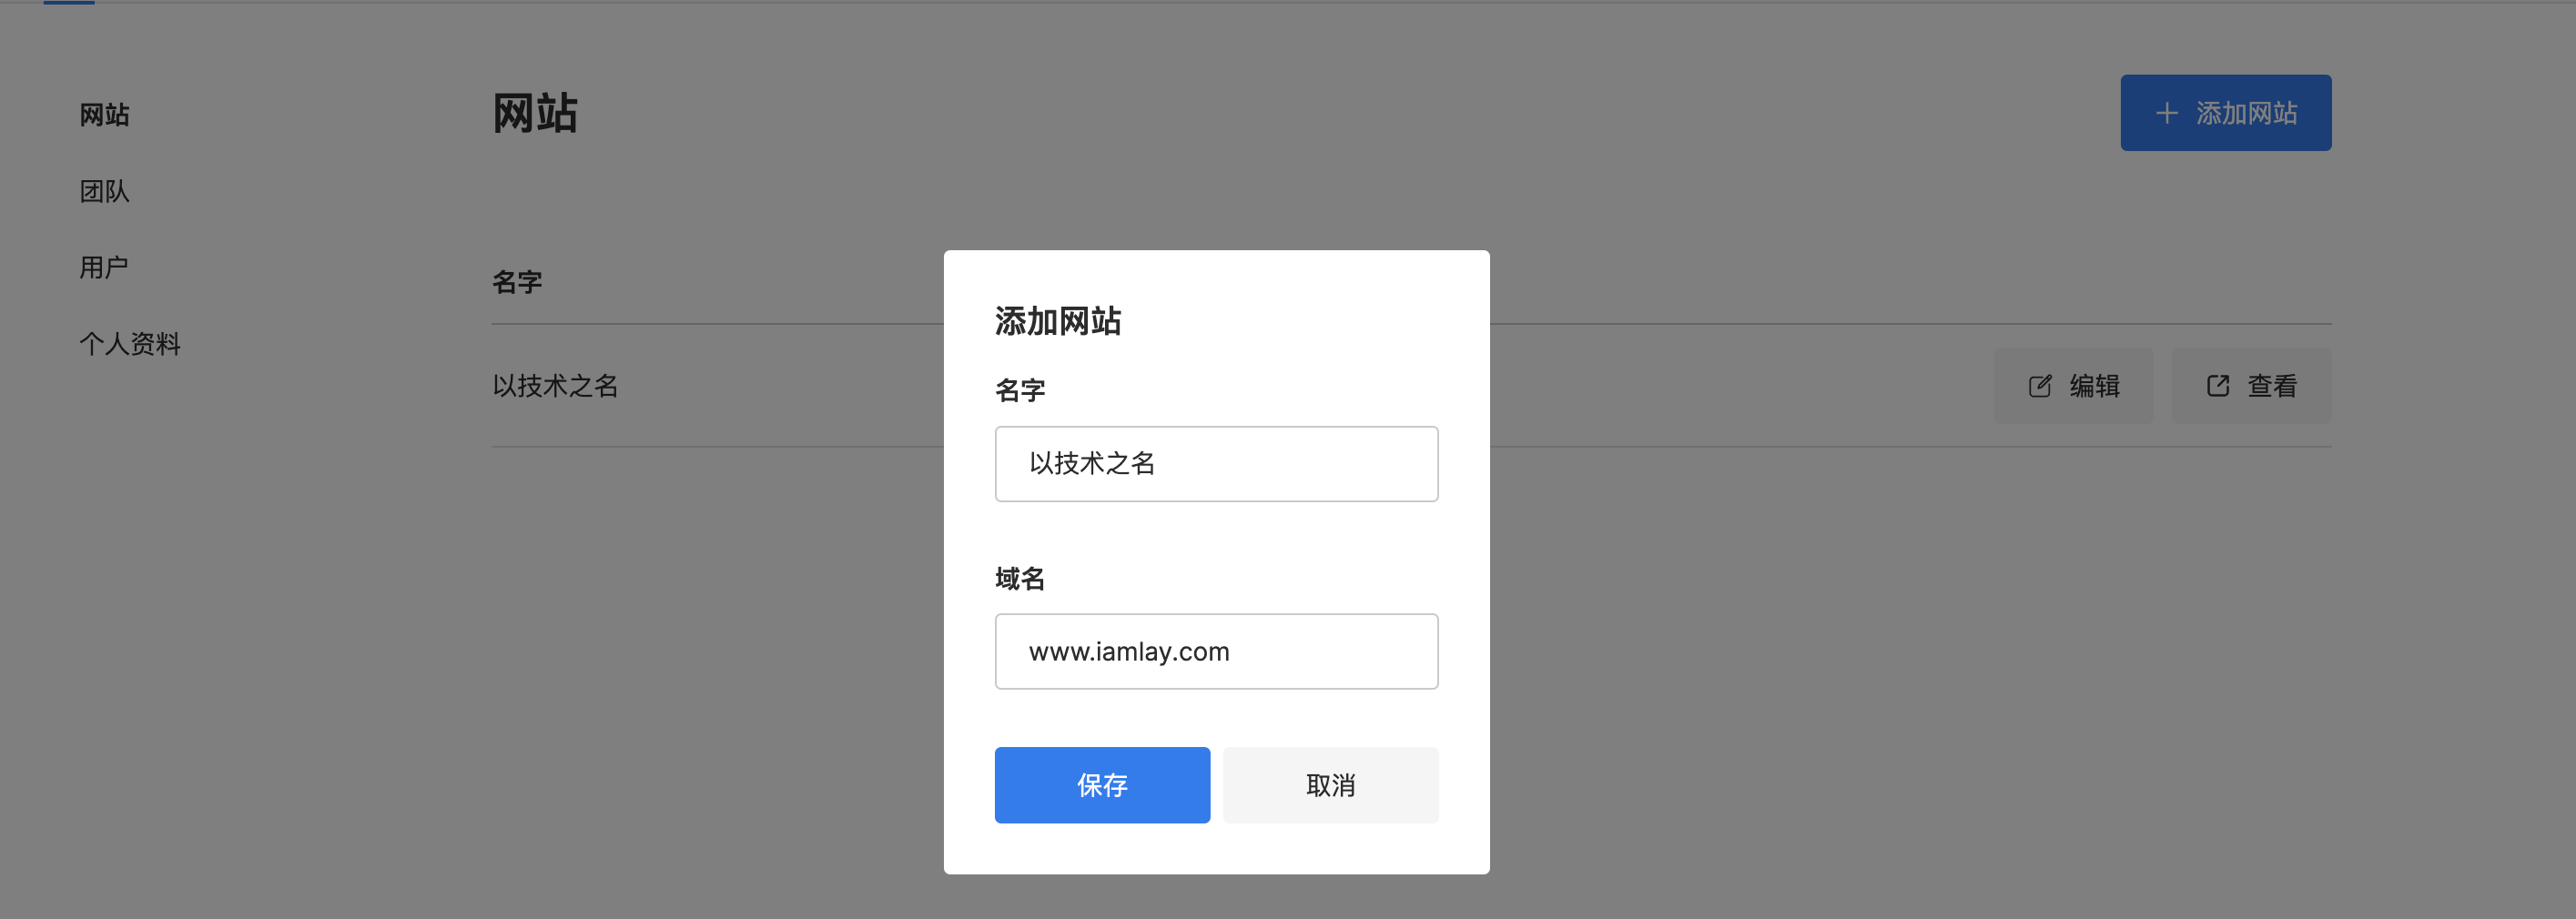 网站
团队
用户
个人资料
网站
添加网站
名字
以技术之名
编辑
查看
添加网站
名字
以技术之名
域名
www.iamlay.com
保存
取消